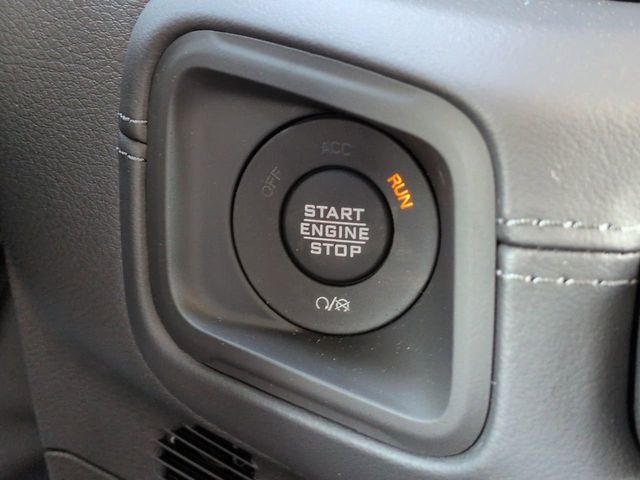 OFF
ACC
RUN
START
ENGINE
STOP